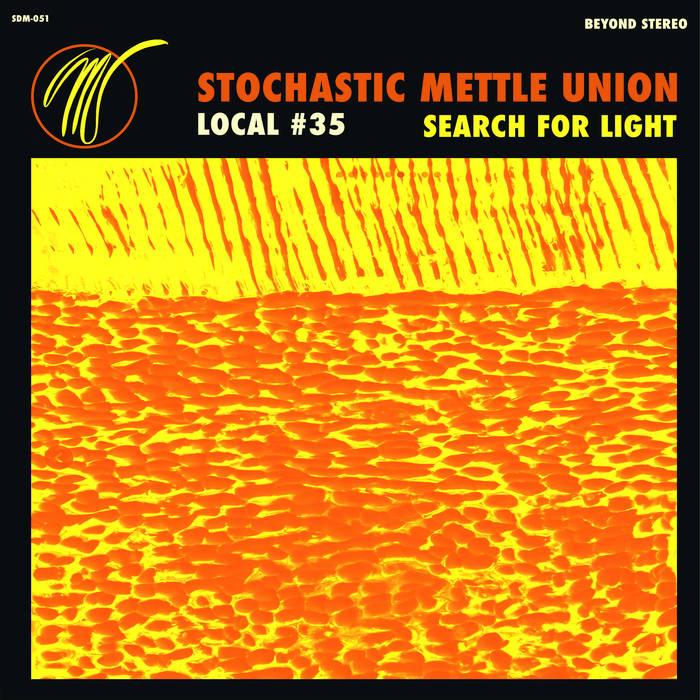 SDM-051
BEYOND STEREO
STOCHASTIC METTLE UNION
LOCAL #35
SEARCH FOR LIGHT